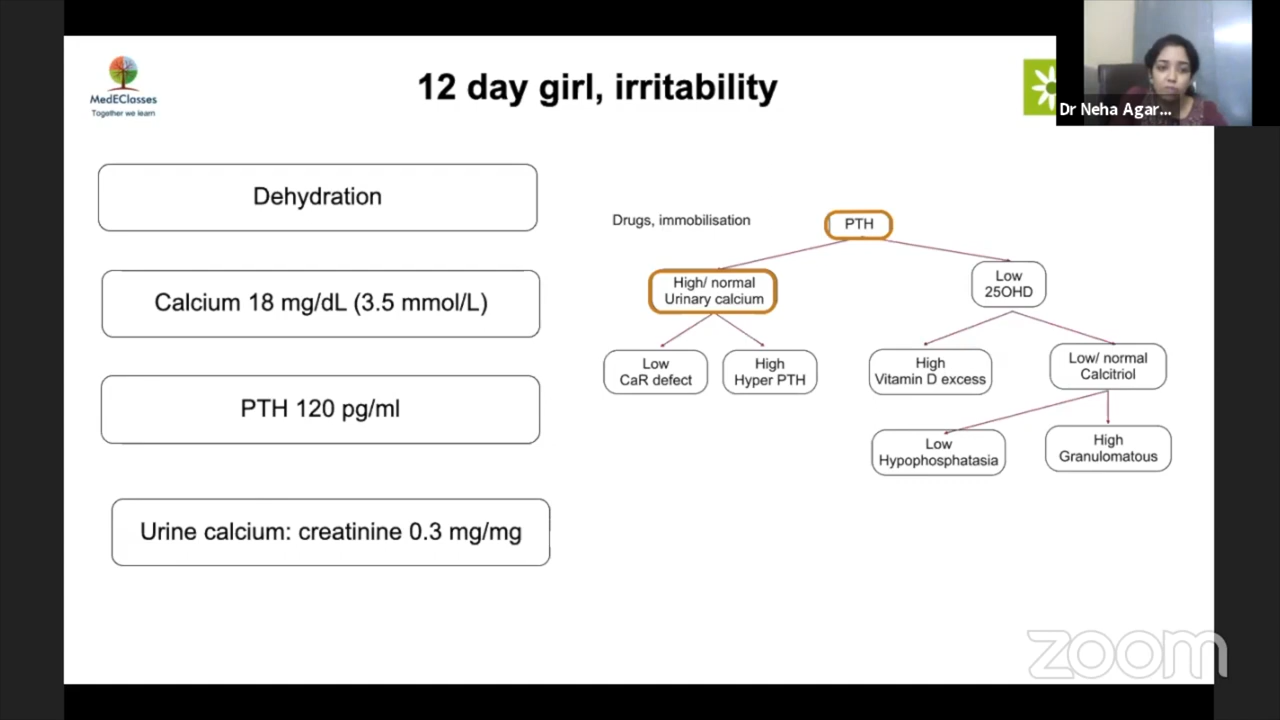 MedEClasses
Together we learn
12 day girl, irritability
Dr Neha Agar...
Dehydration
Calcium 18 mg/dL (3.5 mmol/L)
PTH 120 pg/ml
Urine calcium: creatinine 0.3 mg/mg
Drugs, immobilisation
PTH
High/ normal
Urinary calcium
Low
25OHD
Low
CaR defect
High
Hyper PTH
High
Vitamin D excess
Low/ normal
Calcitriol
Low
Hypophosphatasia
High
Granulomatous
zoom